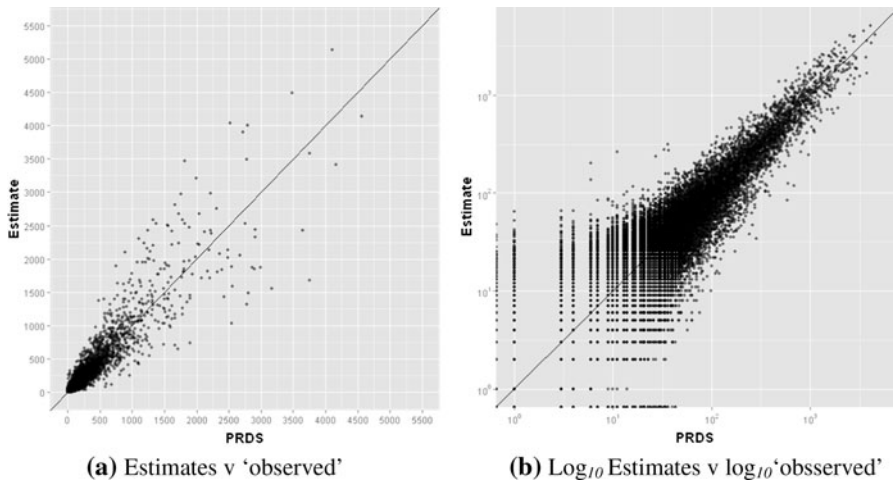 5500
5000
4500
4000
3500
3000
2500
2000
1500
1000
500
0
Estimate
0 500 1000 1500 2000 2500 3000 3500 4000 4500 5000 5500
PRDS
(a) Estimates v ‘observed’
10³
10²
10¹
10⁰
Estimate
10⁰ 10¹ 10² 10³
PRDS
(b) Log₁₀ Estimates v log₁₀‘obsserved’